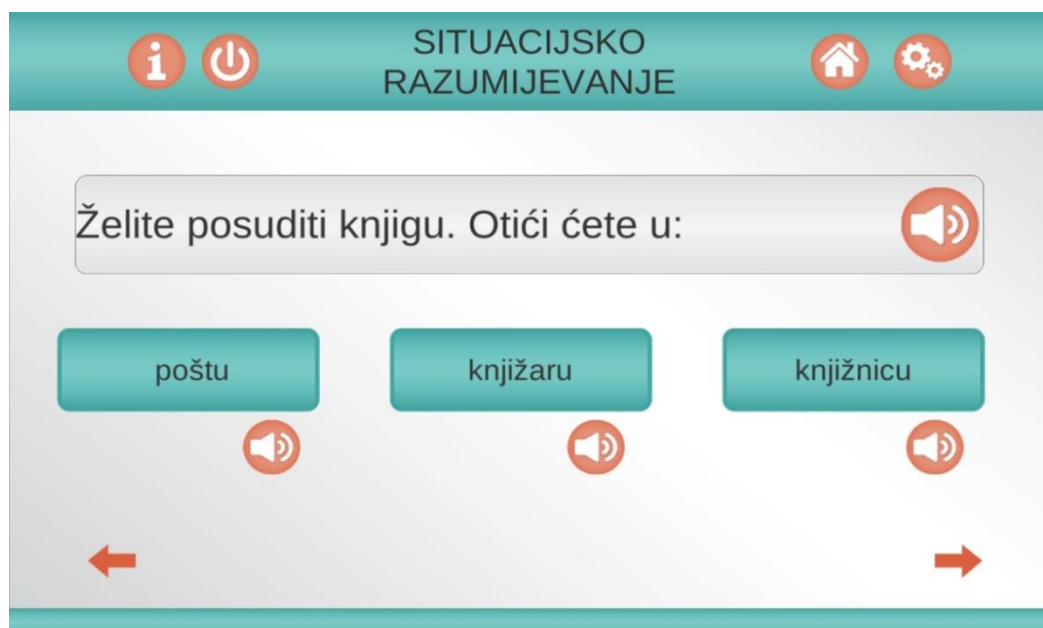 SITUACIJSKO
RAZUMIJEVANJE
Želite posuditi knjigu. Otići ćete u:
poštu
knjižaru
knjižnicu